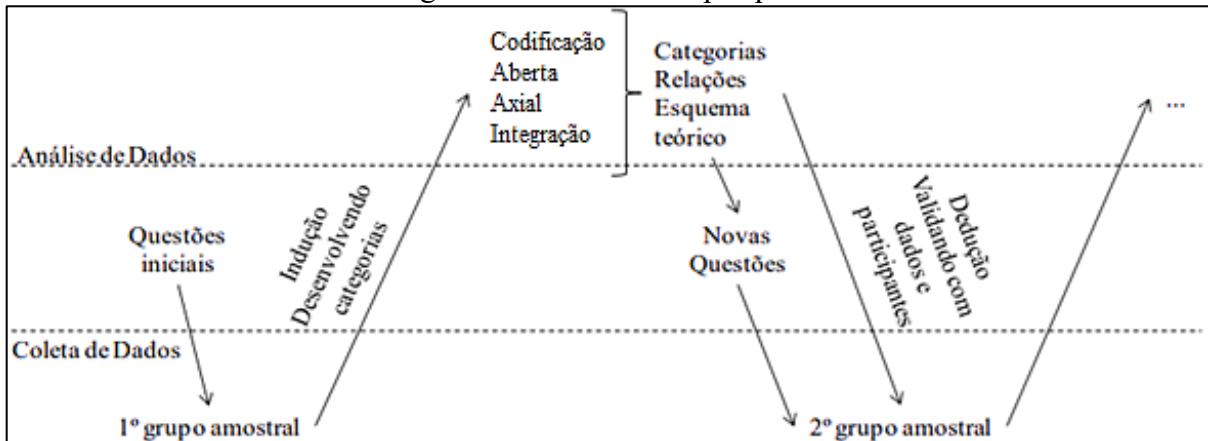 Codificação
Aberta
Axial
Integração
Categorias
Relações
Esquema
teórico
...
Análise de Dados
Questões
iniciais
Indução
Desenvolvendo
categorias
Novas
Questões
Dedução
Validando com
dados e
participantes
Coleta de Dados
1º grupo amostral
2º grupo amostral